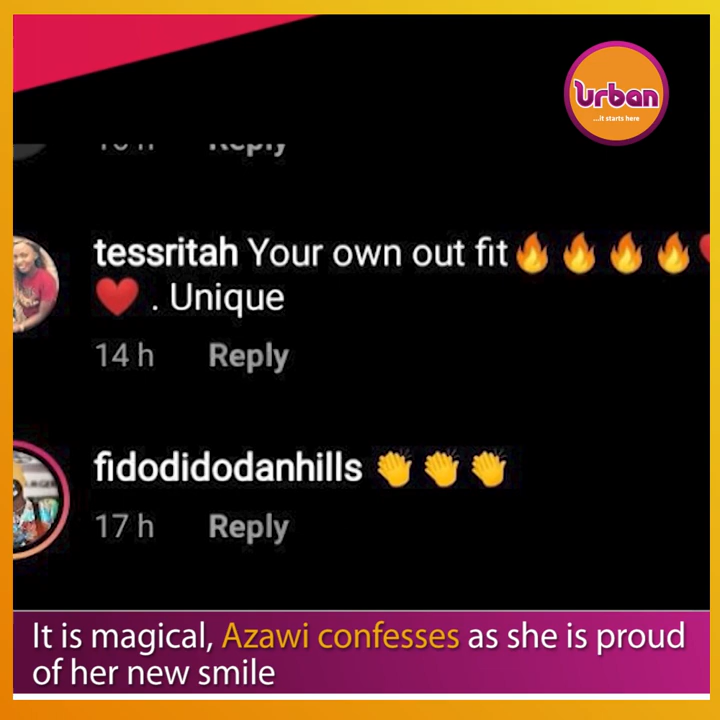 Urban
...it starts here
Reply
tessritah Your own out fit🔥🔥🔥🔥❤
❤️ . Unique
14 h Reply
fidodidodanhills 👏👏👏
17 h Reply
It is magical, Azawi confesses as she is proud
of her new smile